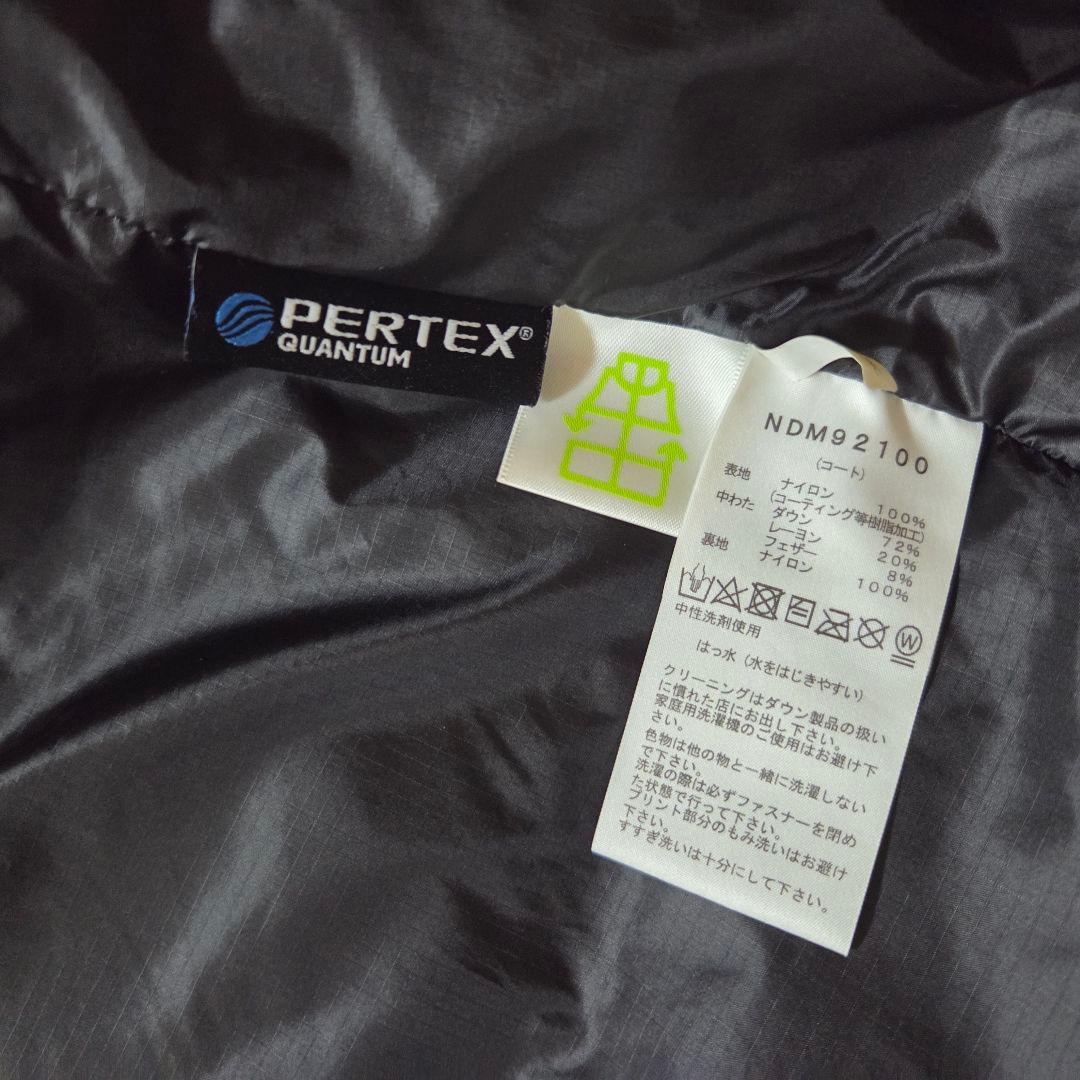 PERTEX®
QUANTUM
NDM92100
(コート)
表地 ナイロン 100%
(コーティング等樹脂加工)
中わた ダウン 72%
レーヨン 20%
フェザー 8%
裏地 ナイロン 100%
W
中性洗剤使用
はっ水(水をはじきやすい)
クリーニングはダウン製品の扱い
に慣れた店にお出し下さい。
家庭用洗濯機のご使用はお避け下
さい。
色物は他の物と一緒に洗濯しない
で下さい。
洗濯の際は必ずファスナーを閉め
た状態で行って下さい。
プリント部分のもみ洗いはお避け
下さい。
すすぎ洗いは十分にして下さい。